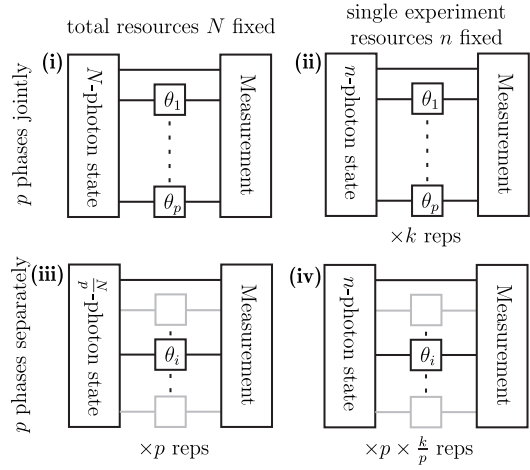 total resources N fixed
single experiment
resources n fixed
p phases jointly
(i)
N-photon state
θ₁
θₚ
Measurement
(ii)
n-photon state
θ₁
θₚ
Measurement
×k reps
p phases separately
(iii)
N/p-photon state
θᵢ
Measurement
×p reps
(iv)
n-photon state
θᵢ
Measurement
×p × k/p reps